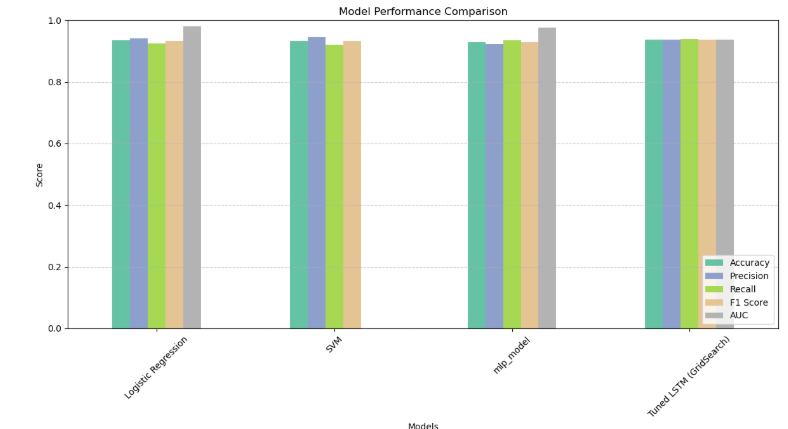 Model Performance Comparison
1.0
0.8
0.6
0.4
0.2
0.0
Score
Logistic Regression
SVM
mlp_model
Tuned LSTM (GridSearch)
Models
Accuracy
Precision
Recall
F1 Score
AUC